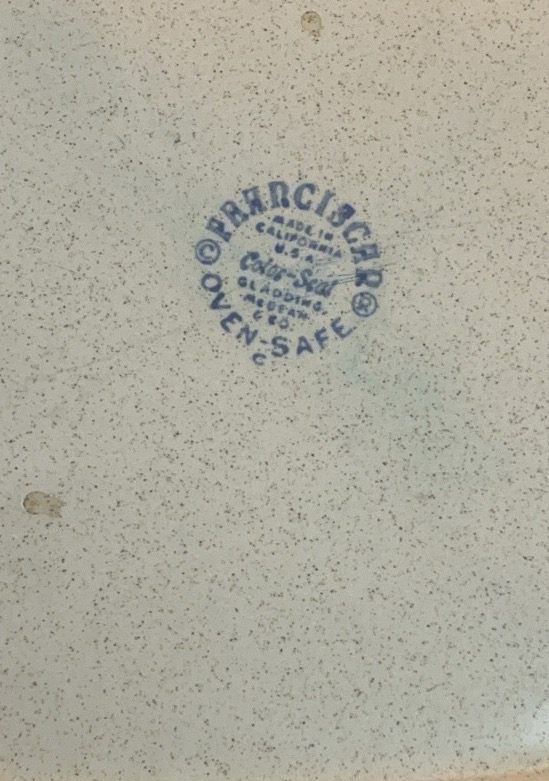 © FRANCISCAN ®
MADE IN
CALIFORNIA
U.S.A.
Color-Seal
GLADDING,
McBEAN.
& CO.
OVEN-SAFE
C